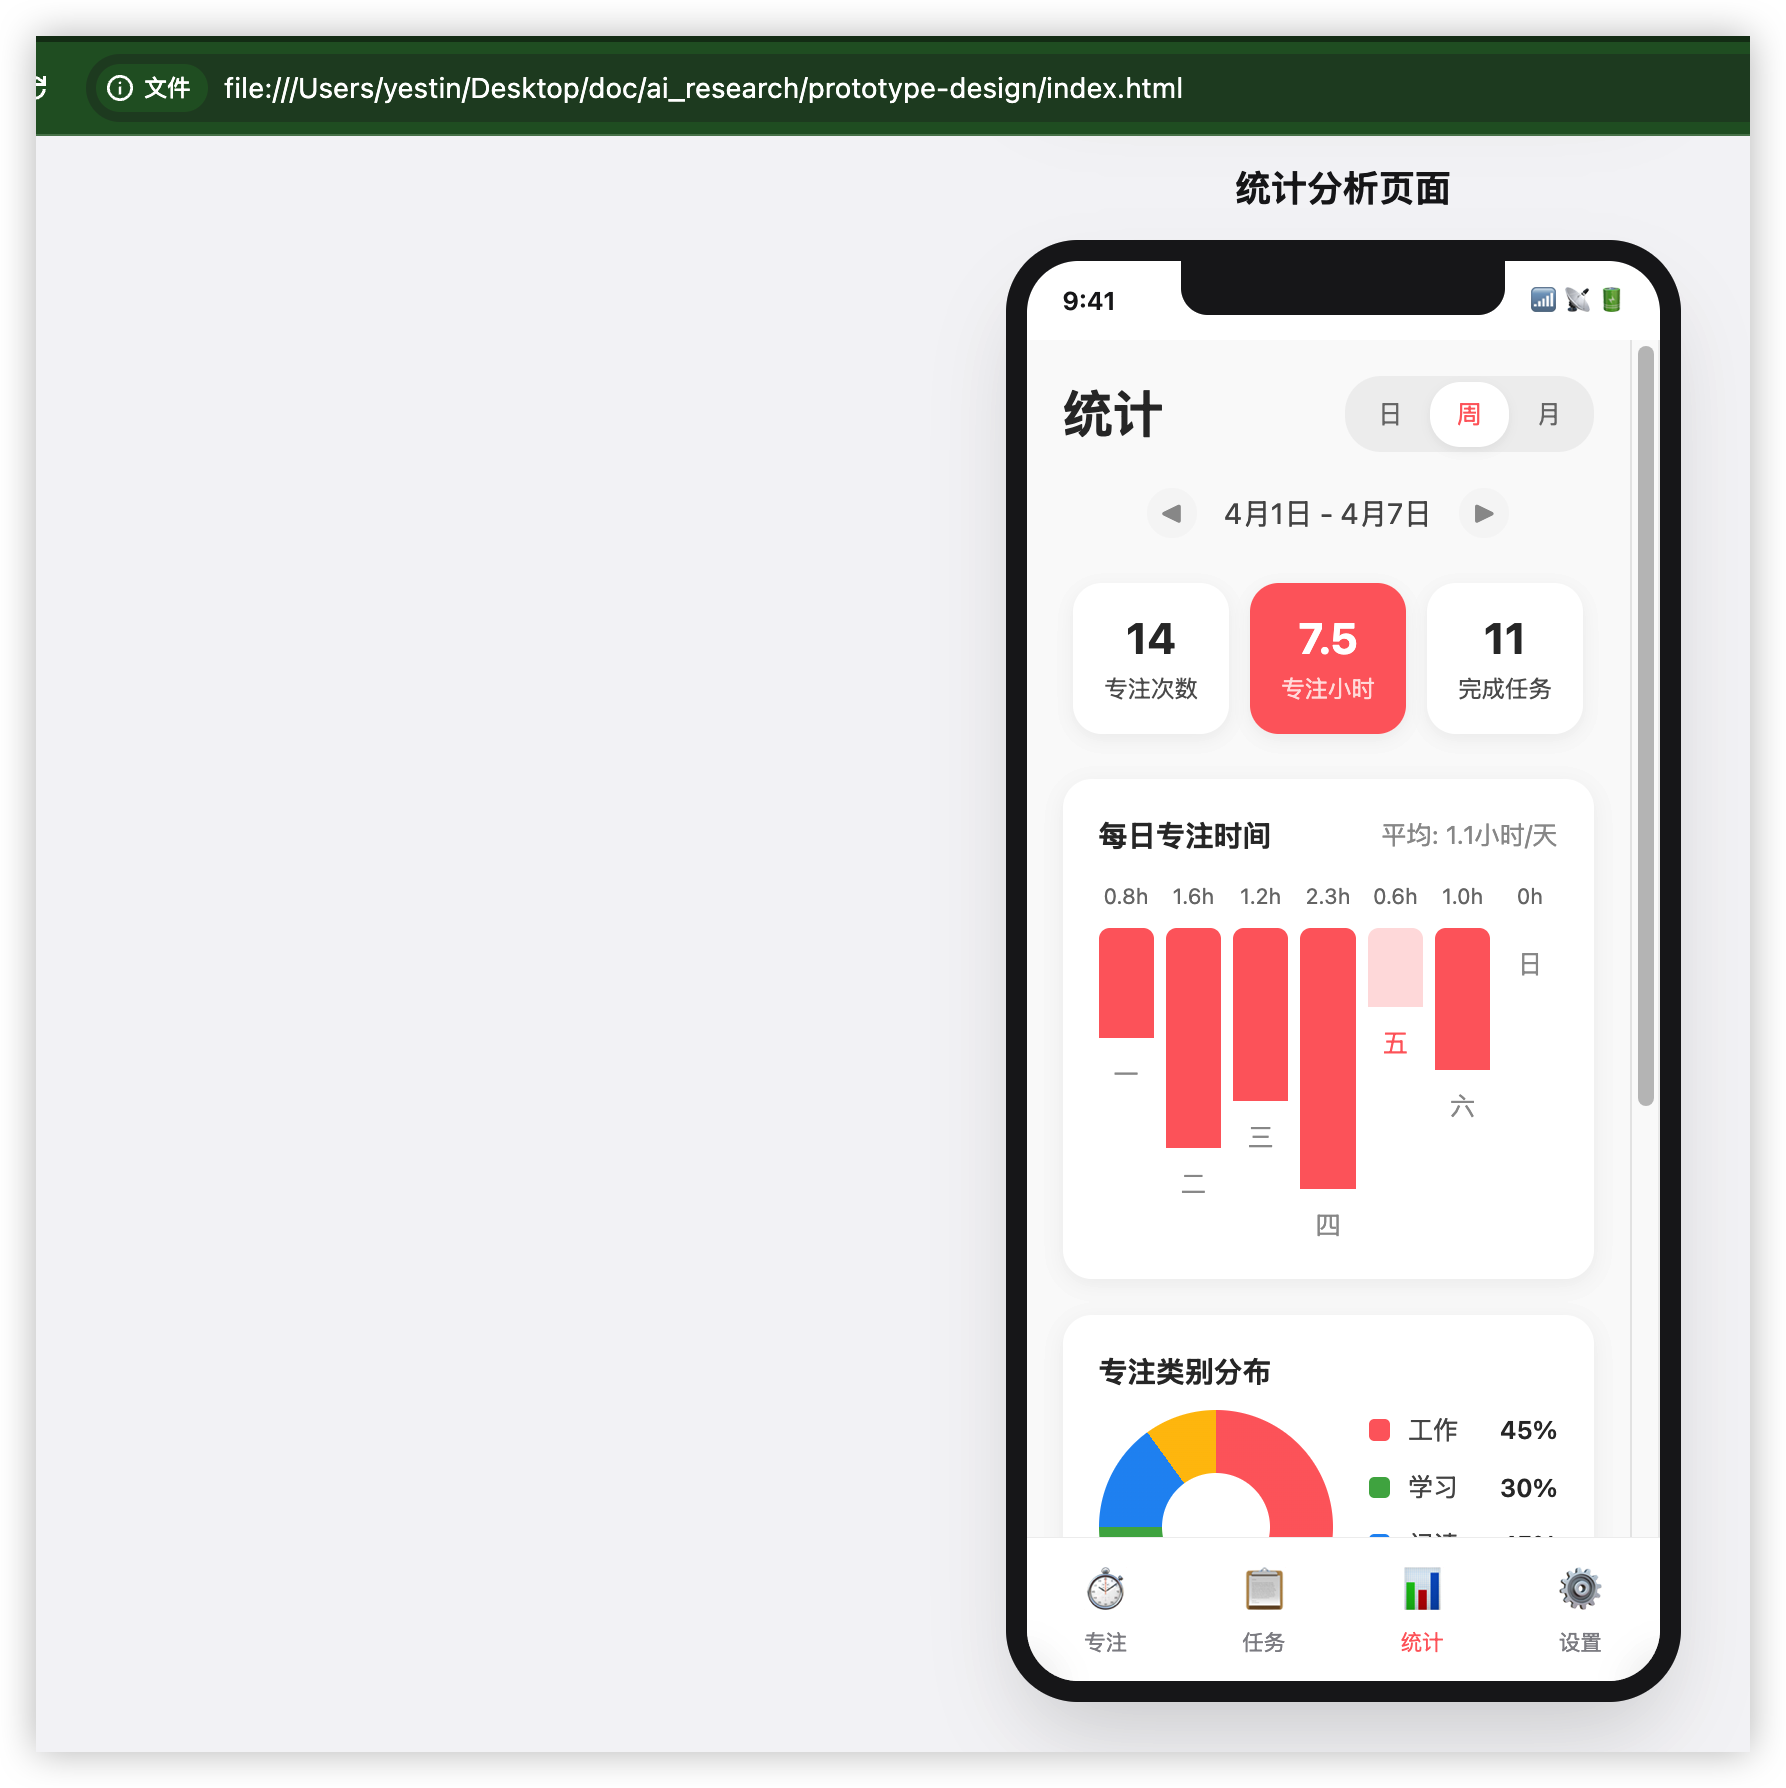 文件 file:///Users/yestin/Desktop/doc/ai_research/prototype-design/index.html
统计分析页面
9:41
统计
日 周 月
4月1日 - 4月7日
14 7.5 11
专注次数 专注小时 完成任务
每日专注时间 平均: 1.1小时/天
0.8h 1.6h 1.2h 2.3h 0.6h 1.0h 0h
一 二 三 四 五 六 日
专注类别分布
工作 45%
学习 30%
专注 任务 统计 设置